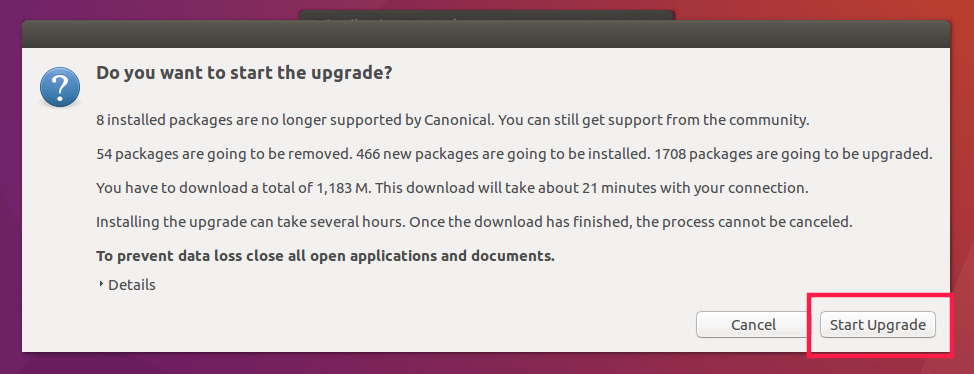 Do you want to start the upgrade?
8 installed packages are no longer supported by Canonical. You can still get support from the community.
54 packages are going to be removed. 466 new packages are going to be installed. 1708 packages are going to be upgraded.
You have to download a total of 1,183 M. This download will take about 21 minutes with your connection.
Installing the upgrade can take several hours. Once the download has finished, the process cannot be canceled.
To prevent data loss close all open applications and documents.
Details
Cancel
Start Upgrade